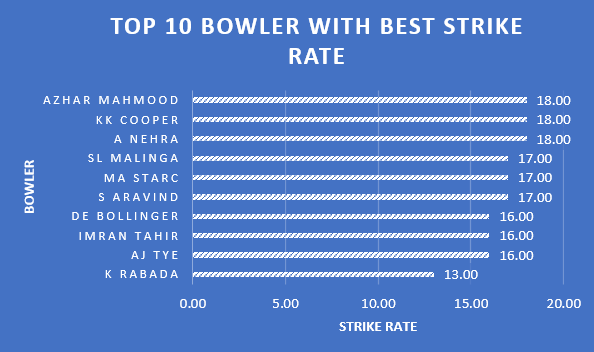 TOP 10 BOWLER WITH BEST STRIKE
RATE
BOWLER
AZHAR MAHMOOD 18.00
KK COOPER 18.00
A NEHRA 18.00
SL MALINGA 17.00
MA STARC 17.00
S ARAVIND 17.00
DE BOLLINGER 16.00
IMRAN TAHIR 16.00
AJ TYE 16.00
K RABADA 13.00
0.00 5.00 10.00 15.00 20.00
STRIKE RATE